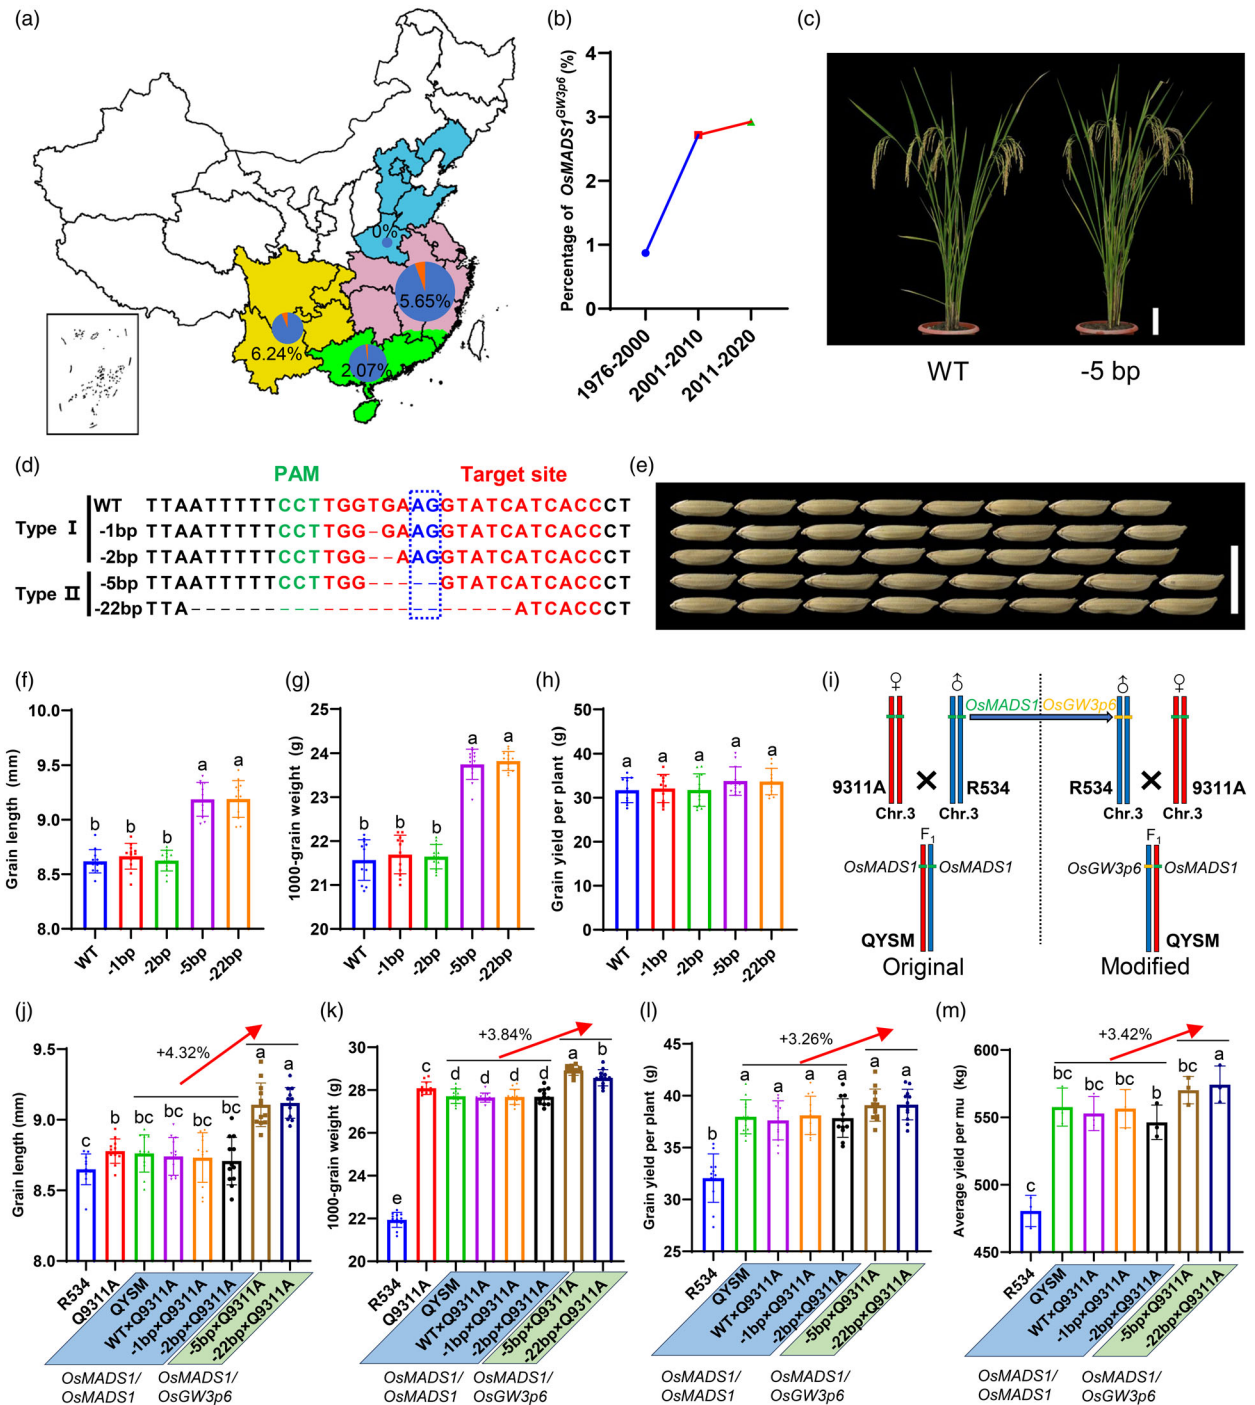 (a)
0%
5.65%
6.24%
2.07%
(b)
Percentage of OsMADS1^GW3p6 (%)
4
3
2
1
0
1976-2000
2001-2010
2011-2020
(c)
WT
-5 bp
(d)
PAM
Target site
Type I
WT TTAATTTTTCCTTGGTGAAGGTATCATCACCCT
-1bp TTAATTTTTCCTTGG-GAAGGTATCATCACCCT
-2bp TTAATTTTTCCTTGG--AAGGTATCATCACCCT
Type II
-5bp TTAATTTTTCCTTGG-----GTATCATCACCCT
-22bp TTA----------------------ATCACCCT
(e)
(f)
Grain length (mm)
10.0
9.5
9.0
8.5
8.0
b b b a a
WT -1bp -2bp -5bp -22bp
(g)
1000-grain weight (g)
25
24
23
22
21
20
b b b a a
WT -1bp -2bp -5bp -22bp
(h)
Grain yield per plant (g)
50
40
30
20
10
0
a a a a a
WT -1bp -2bp -5bp -22bp
(i)
♀ ♂ ♂ ♀
OsMADS1 OsGW3p6
9311A × R534
R534 × 9311A
Chr.3 Chr.3
Chr.3 Chr.3
F1 F1
OsMADS1 OsMADS1
OsGW3p6 OsMADS1
QYSM QYSM
Original Modified
(j)
+4.32%
Grain length (mm)
9.5
9.0
8.5
8.0
c b bc bc bc bc a a
R534
Q9311A
QYSM
WT×Q9311A
-1bp×Q9311A
-2bp×Q9311A
-5bp×Q9311A
-22bp×Q9311A
OsMADS1/ OsMADS1/
OsMADS1 OsGW3p6
(k)
+3.84%
1000-grain weight (g)
30
28
26
24
22
20
e c d d d d a b
R534
Q9311A
QYSM
WT×Q9311A
-1bp×Q9311A
-2bp×Q9311A
-5bp×Q9311A
-22bp×Q9311A
OsMADS1/ OsMADS1/
OsMADS1 OsGW3p6
(l)
+3.26%
Grain yield per plant (g)
45
43
41
39
37
35
33
31
29
27
25
b a a a a a a
R534
QYSM
WT×Q9311A
-1bp×Q9311A
-2bp×Q9311A
-5bp×Q9311A
-22bp×Q9311A
OsMADS1/ OsMADS1/
OsMADS1 OsGW3p6
(m)
+3.42%
Average yield per mu (kg)
600
550
500
450
c bc bc bc b bc a
R534
QYSM
WT×Q9311A
-1bp×Q9311A
-2bp×Q9311A
-5bp×Q9311A
-22bp×Q9311A
OsMADS1/ OsMADS1/
OsMADS1 OsGW3p6